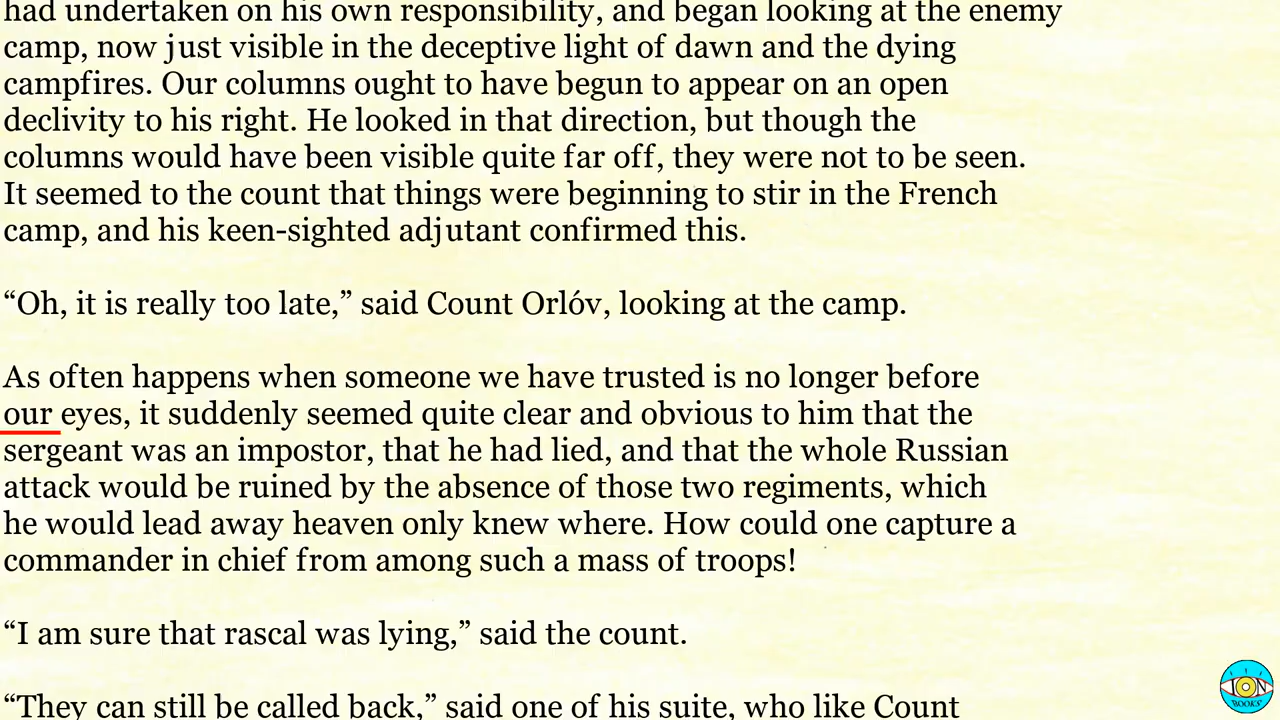 had undertaken on his own responsibility, and began looking at the enemy
camp, now just visible in the deceptive light of dawn and the dying
campfires. Our columns ought to have begun to appear on an open
declivity to his right. He looked in that direction, but though the
columns would have been visible quite far off, they were not to be seen.
It seemed to the count that things were beginning to stir in the French
camp, and his keen-sighted adjutant confirmed this.
“Oh, it is really too late,” said Count Orlóv, looking at the camp.
As often happens when someone we have trusted is no longer before
our eyes, it suddenly seemed quite clear and obvious to him that the
sergeant was an impostor, that he had lied, and that the whole Russian
attack would be ruined by the absence of those two regiments, which
he would lead away heaven only knew where. How could one capture a
commander in chief from among such a mass of troops!
“I am sure that rascal was lying,” said the count.
“They can still be called back,” said one of his suite, who like Count
ION
BOOKS